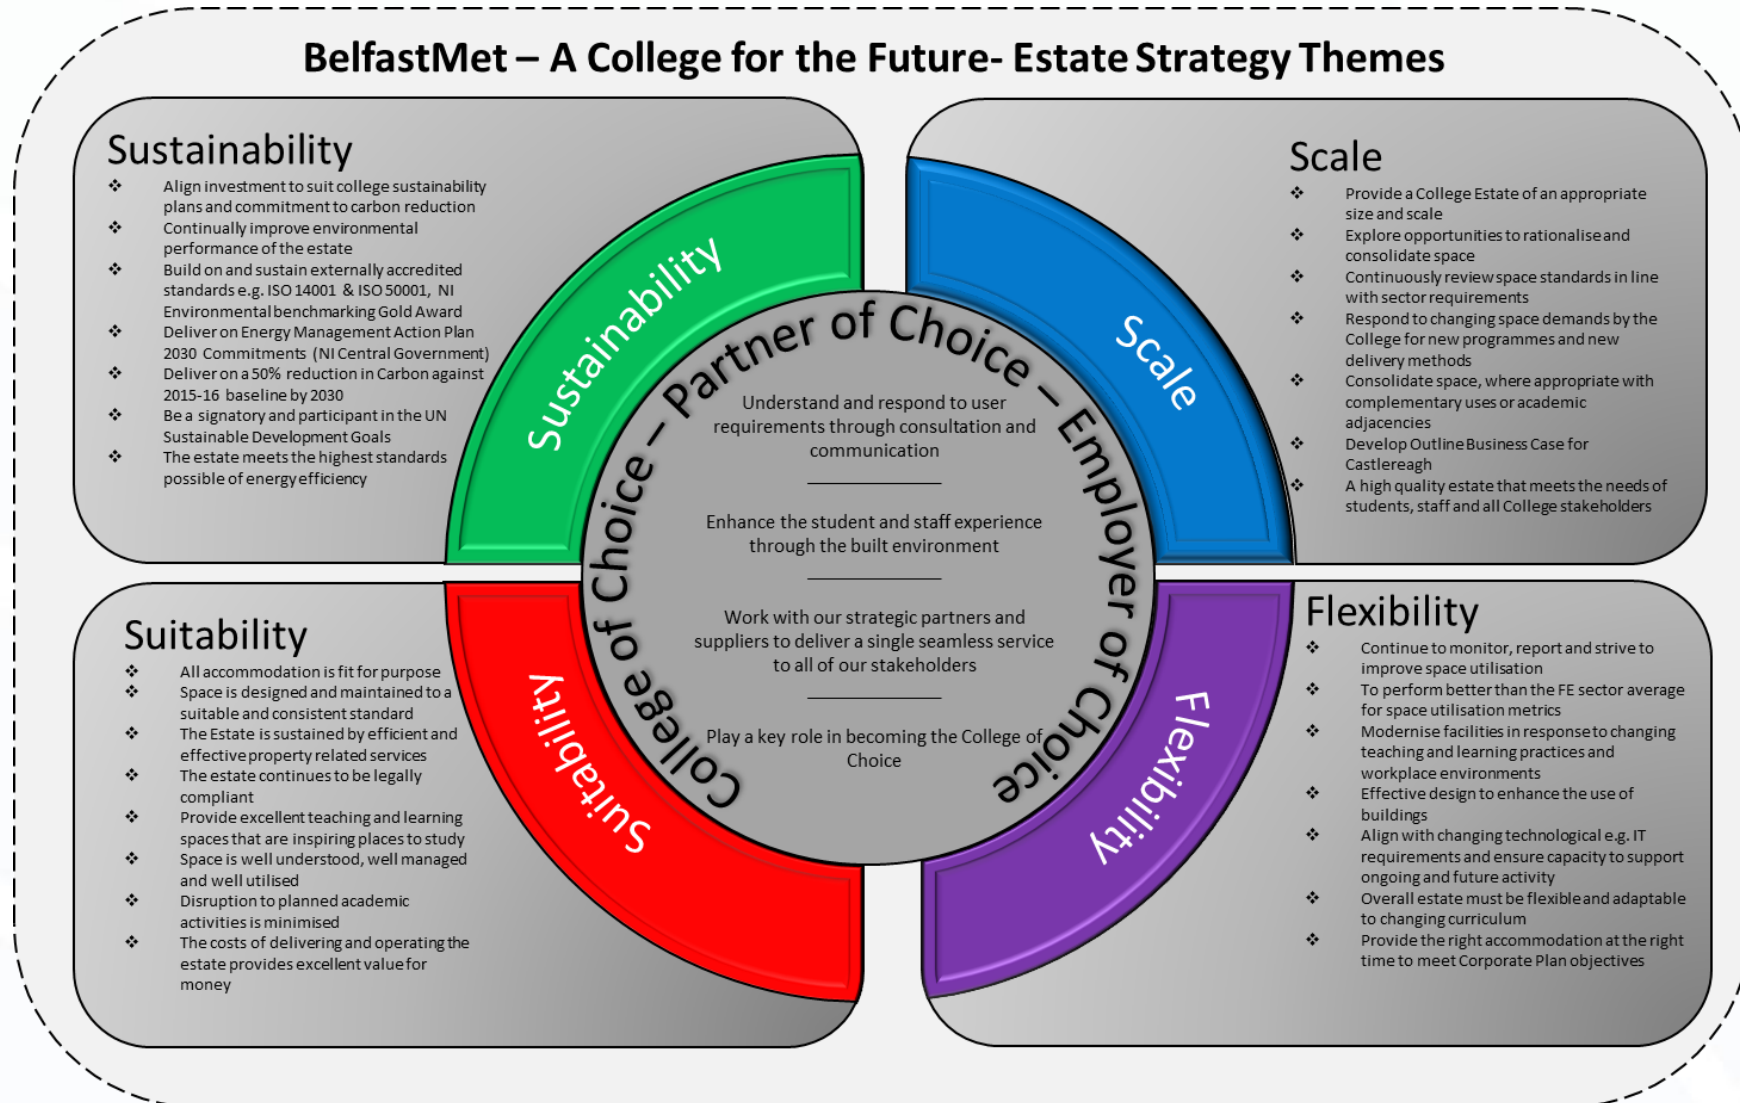 BelfastMet – A College for the Future- Estate Strategy Themes
Sustainability
❖ Align investment to suit college sustainability
plans and commitment to carbon reduction
❖ Continually improve environmental
performance of the estate
❖ Build on and sustain externally accredited
standards e.g. ISO 14001 & ISO 50001, NI
Environmental benchmarking Gold Award
❖ Deliver on Energy Management Action Plan
2030 Commitments (NI Central Government)
❖ Deliver on a 50% reduction in Carbon against
2015-16 baseline by 2030
❖ Be a signatory and participant in the UN
Sustainable Development Goals
❖ The estate meets the highest standards
possible of energy efficiency
Scale
❖ Provide a College Estate of an appropriate
size and scale
❖ Explore opportunities to rationalise and
consolidate space
❖ Continuously review space standards in line
with sector requirements
❖ Respond to changing space demands by the
College for new programmes and new
delivery methods
❖ Consolidate space, where appropriate with
complementary uses or academic
adjacencies
❖ Develop Outline Business Case for
Castlereagh
❖ A high quality estate that meets the needs of
students, staff and all College stakeholders
Sustainability
Scale
College of Choice – Partner of Choice – Employer of Choice
Understand and respond to user
requirements through consultation and
communication
Enhance the student and staff experience
through the built environment
Work with our strategic partners and
suppliers to deliver a single seamless service
to all of our stakeholders
Play a key role in becoming the College of
Choice
Suitability
Flexibility
Suitability
❖ All accommodation is fit for purpose
❖ Space is designed and maintained to a
suitable and consistent standard
❖ The Estate is sustained by efficient and
effective property related services
❖ The estate continues to be legally
compliant
❖ Provide excellent teaching and learning
spaces that are inspiring places to study
❖ Space is well understood, well managed
and well utilised
❖ Disruption to planned academic
activities is minimised
❖ The costs of delivering and operating the
estate provides excellent value for
money
Flexibility
❖ Continue to monitor, report and strive to
improve space utilisation
❖ To perform better than the FE sector average
for space utilisation metrics
❖ Modernise facilities in response to changing
teaching and learning practices and
workplace environments
❖ Effective design to enhance the use of
buildings
❖ Align with changing technological e.g. IT
requirements and ensure capacity to support
ongoing and future activity
❖ Overall estate must be flexible and adaptable
to changing curriculum
❖ Provide the right accommodation at the right
time to meet Corporate Plan objectives